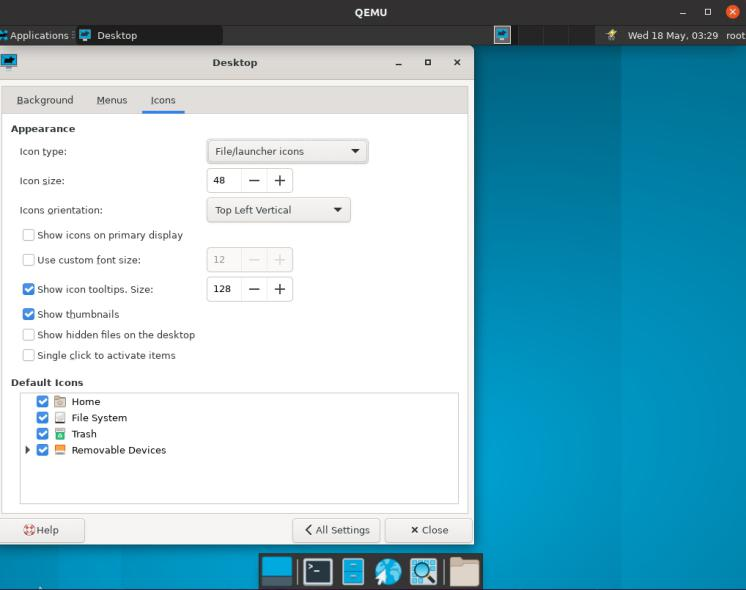 QEMU
Applications
Desktop
Wed 18 May, 03:29
root
Desktop
Background
Menus
Icons
Appearance
Icon type:
File/launcher icons
Icon size:
48
Icons orientation:
Top Left Vertical
Show icons on primary display
Use custom font size:
12
Show icon tooltips. Size:
128
Show thumbnails
Show hidden files on the desktop
Single click to activate items
Default Icons
Home
File System
Trash
Removable Devices
Help
All Settings
Close